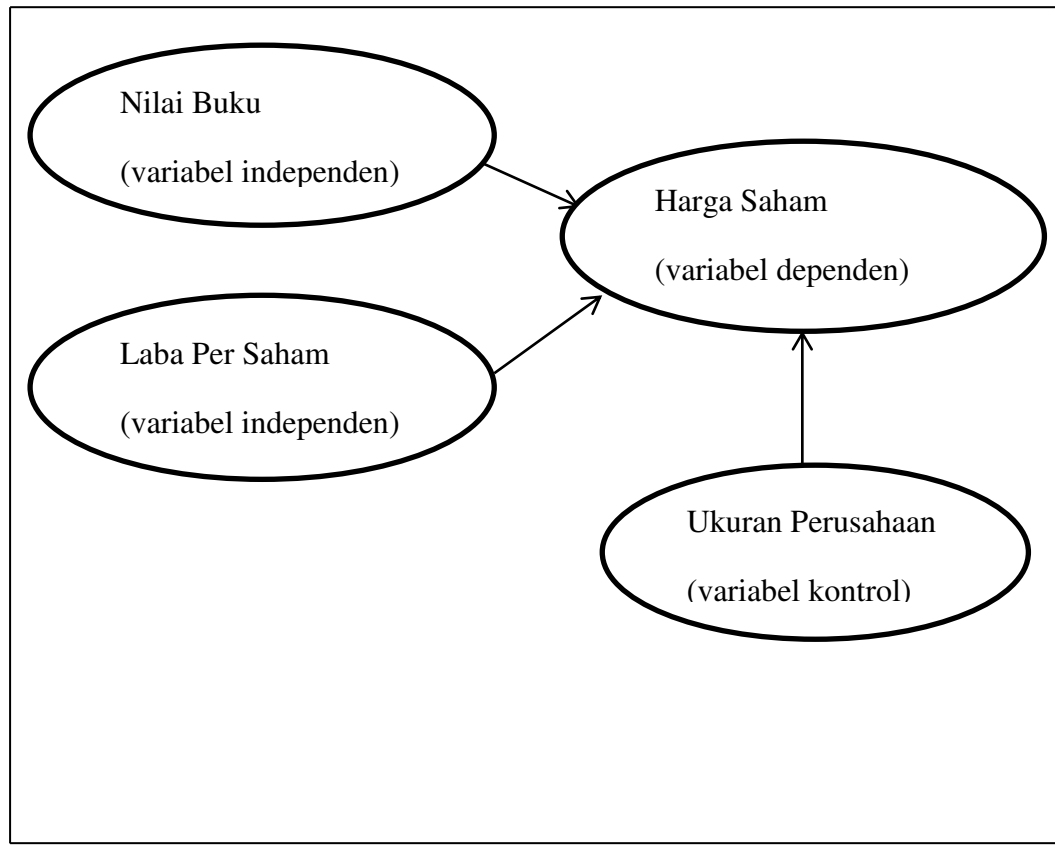 Nilai Buku
(variabel independen)
Harga Saham
(variabel dependen)
Laba Per Saham
(variabel independen)
Ukuran Perusahaan
(variabel kontrol)